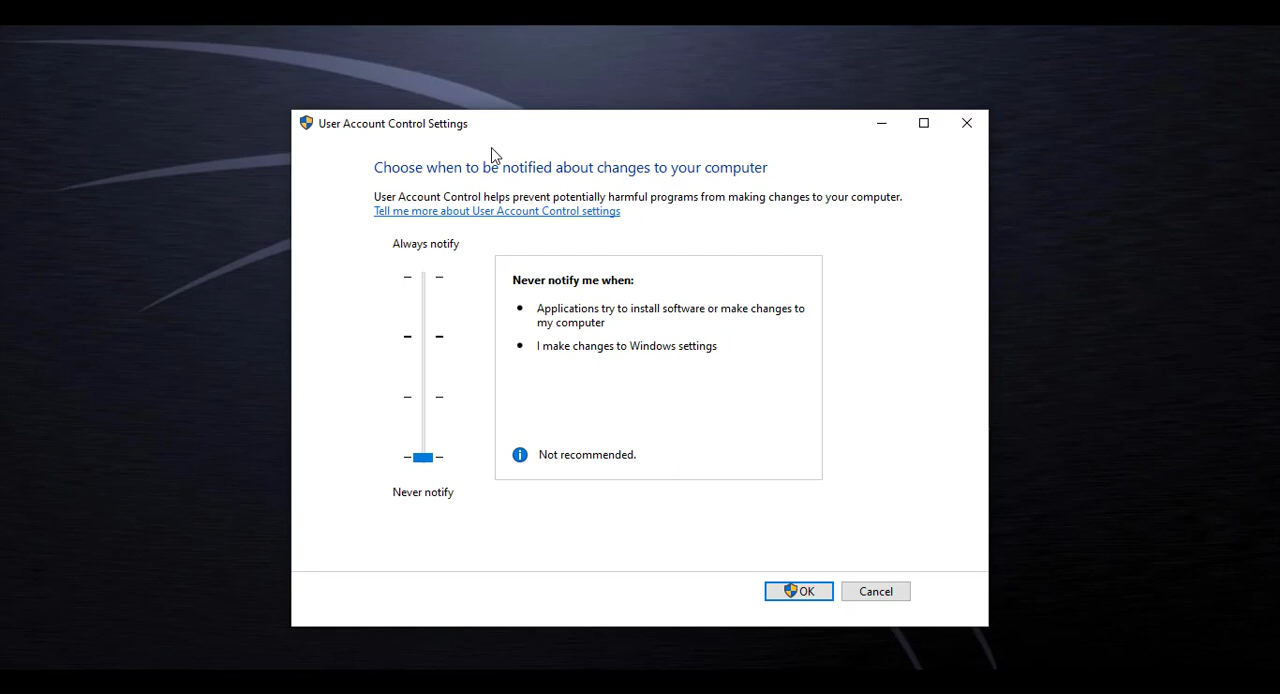 User Account Control Settings
Choose when to be notified about changes to your computer
User Account Control helps prevent potentially harmful programs from making changes to your computer.
Tell me more about User Account Control settings
Always notify
Never notify me when:
Applications try to install software or make changes to
my computer
I make changes to Windows settings
Not recommended.
Never notify
OK
Cancel